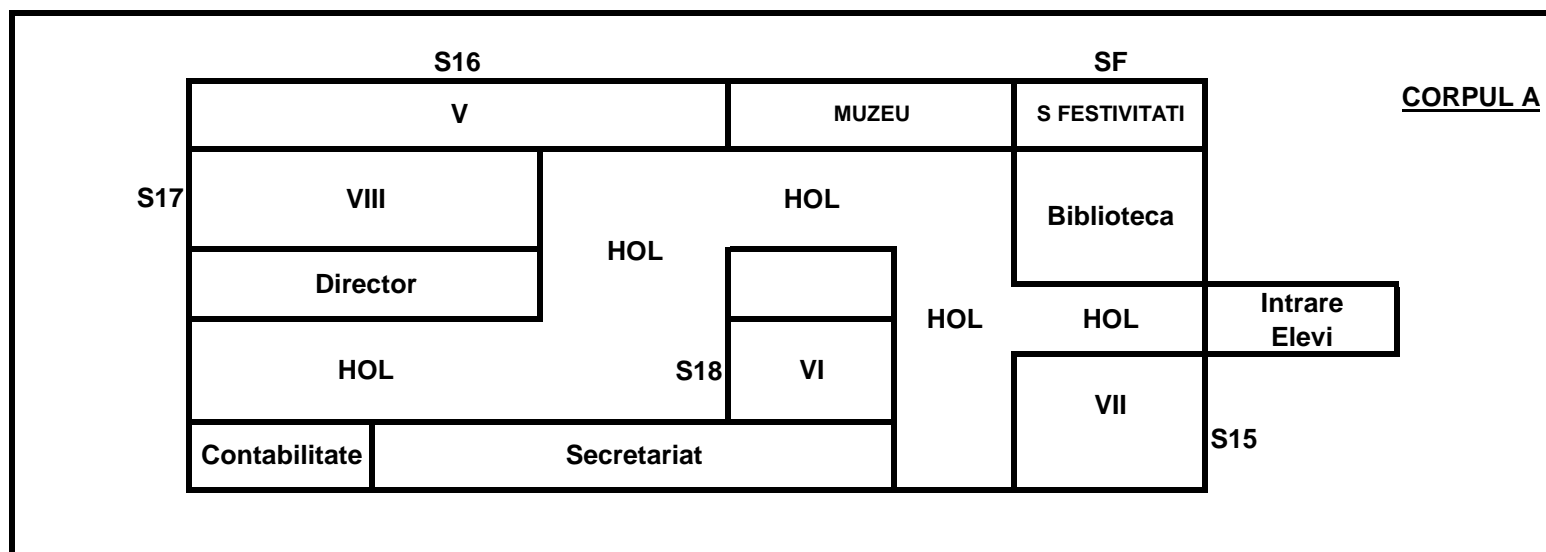 S16
SF
CORPUL A
V
MUZEU
S FESTIVITATI
S17
VIII
HOL
Biblioteca
HOL
Director
HOL
HOL
Intrare
Elevi
HOL
S18
VI
VII
S15
Contabilitate
Secretariat